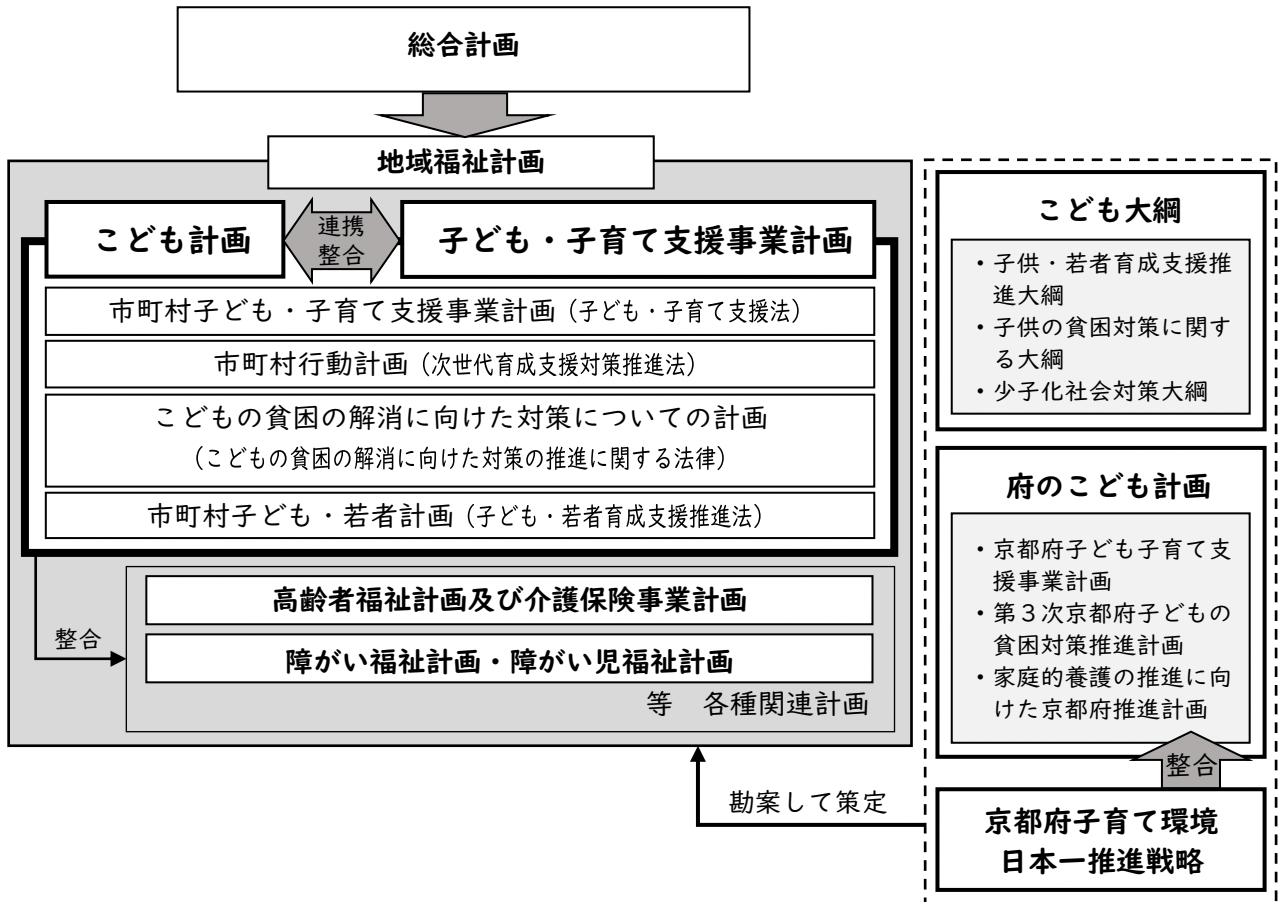 総合計画
地域福祉計画
こども計画
連携
整合
子ども・子育て支援事業計画
市町村子ども・子育て支援事業計画（子ども・子育て支援法）
市町村行動計画（次世代育成支援対策推進法）
こどもの貧困の解消に向けた対策についての計画
（こどもの貧困の解消に向けた対策の推進に関する法律）
市町村子ども・若者計画（子ども・若者育成支援推進法）
整合
高齢者福祉計画及び介護保険事業計画
障がい福祉計画・障がい児福祉計画
等　各種関連計画
こども大綱
・子供・若者育成支援推
進大綱
・子供の貧困対策に関す
る大綱
・少子化社会対策大綱
府のこども計画
・京都府子ども子育て支
援事業計画
・第３次京都府子どもの
貧困対策推進計画
・家庭的養護の推進に向
けた京都府推進計画
整合
勘案して策定
京都府子育て環境
日本一推進戦略